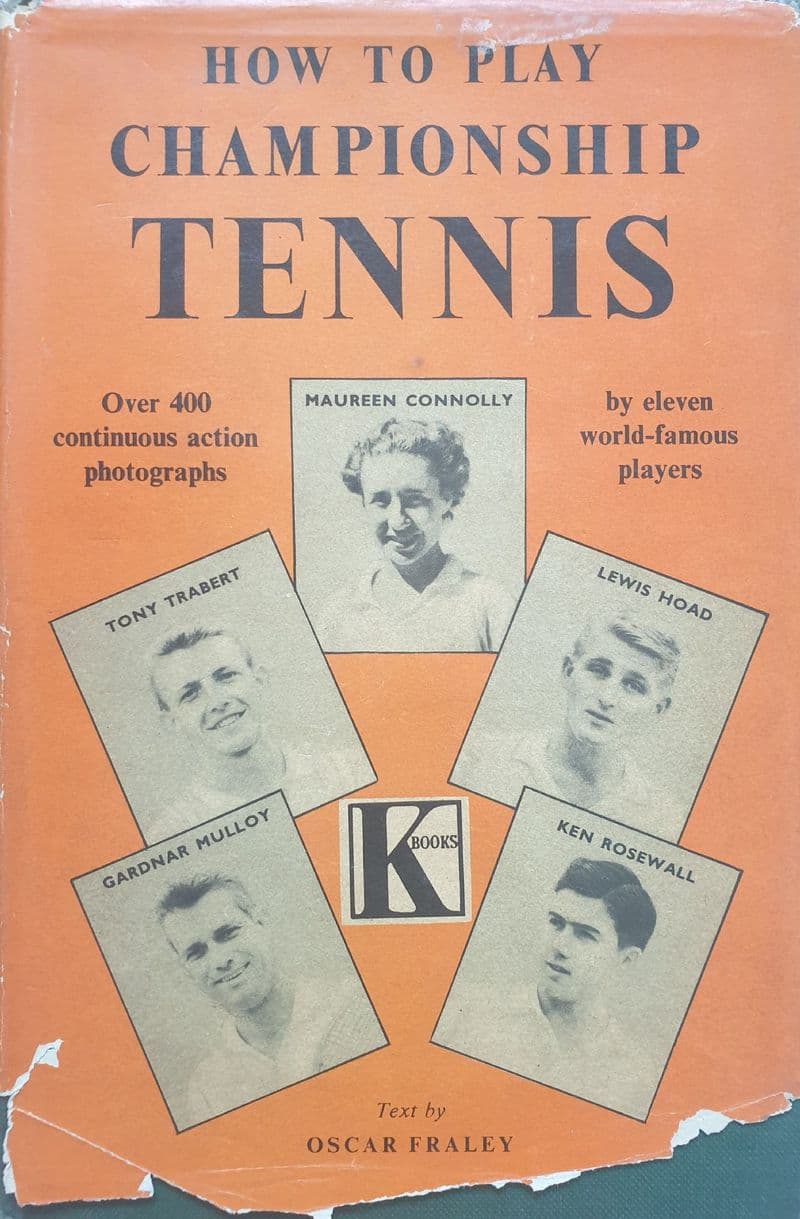 HOW TO PLAY
CHAMPIONSHIP
TENNIS
Over 400
continuous action
photographs
MAUREEN CONNOLLY
by eleven
world-famous
players
TONY TRABERT
LEWIS HOAD
GARDNAR MULLOY
K BOOKS
KEN ROSEWALL
Text by
OSCAR FRALEY